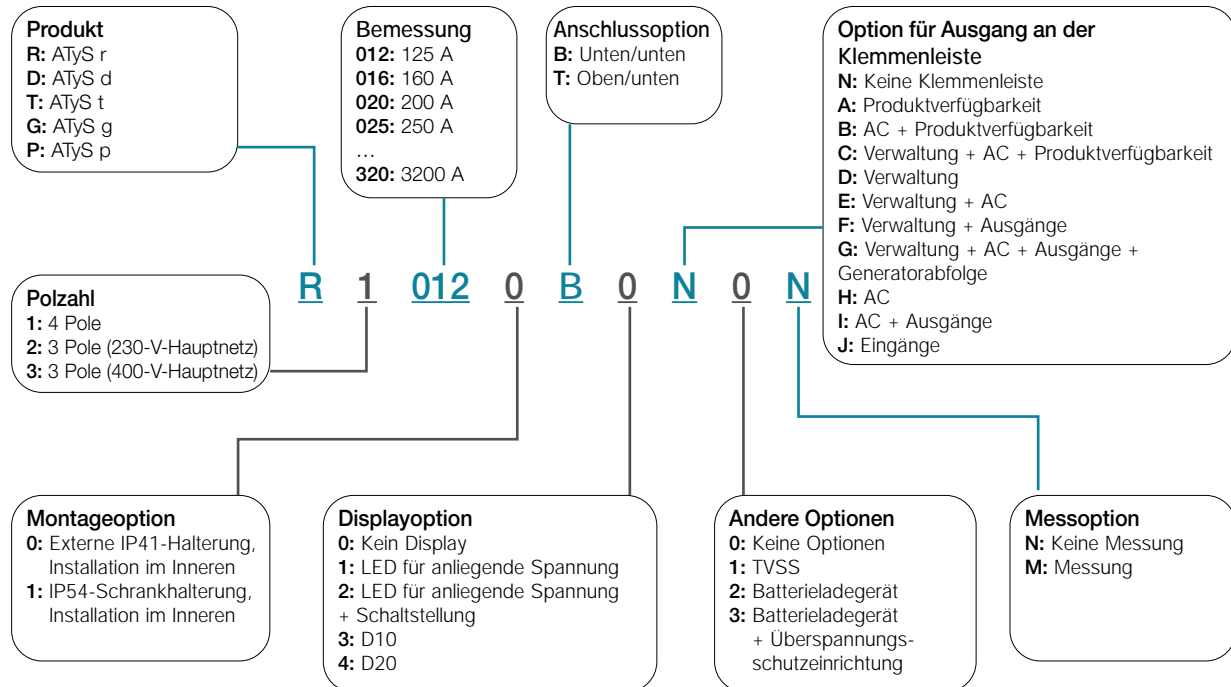 Produkt
R: ATyS r
D: ATyS d
T: ATyS t
G: ATyS g
P: ATyS p
Bemessung
012: 125 A
016: 160 A
020: 200 A
025: 250 A
...
320: 3200 A
Anschlussoption
B: Unten/unten
T: Oben/unten
Option für Ausgang an der
Klemmenleiste
N: Keine Klemmenleiste
A: Produktverfügbarkeit
B: AC + Produktverfügbarkeit
C: Verwaltung + AC + Produktverfügbarkeit
D: Verwaltung
E: Verwaltung + AC
F: Verwaltung + Ausgänge
G: Verwaltung + AC + Ausgänge +
Generatorabfolge
H: AC
I: AC + Ausgänge
J: Eingänge
R 1 012 0 B 0 N 0 N
Polzahl
1: 4 Pole
2: 3 Pole (230-V-Hauptnetz)
3: 3 Pole (400-V-Hauptnetz)
Montageoption
0: Externe IP41-Halterung,
Installation im Inneren
1: IP54-Schrankhalterung,
Installation im Inneren
Displayoption
0: Kein Display
1: LED für anliegende Spannung
2: LED für anliegende Spannung
+ Schaltstellung
3: D10
4: D20
Andere Optionen
0: Keine Optionen
1: TVSS
2: Batterieladegerät
3: Batterieladegerät
+ Überspannungs-
schutzeinrichtung
Messoption
N: Keine Messung
M: Messung